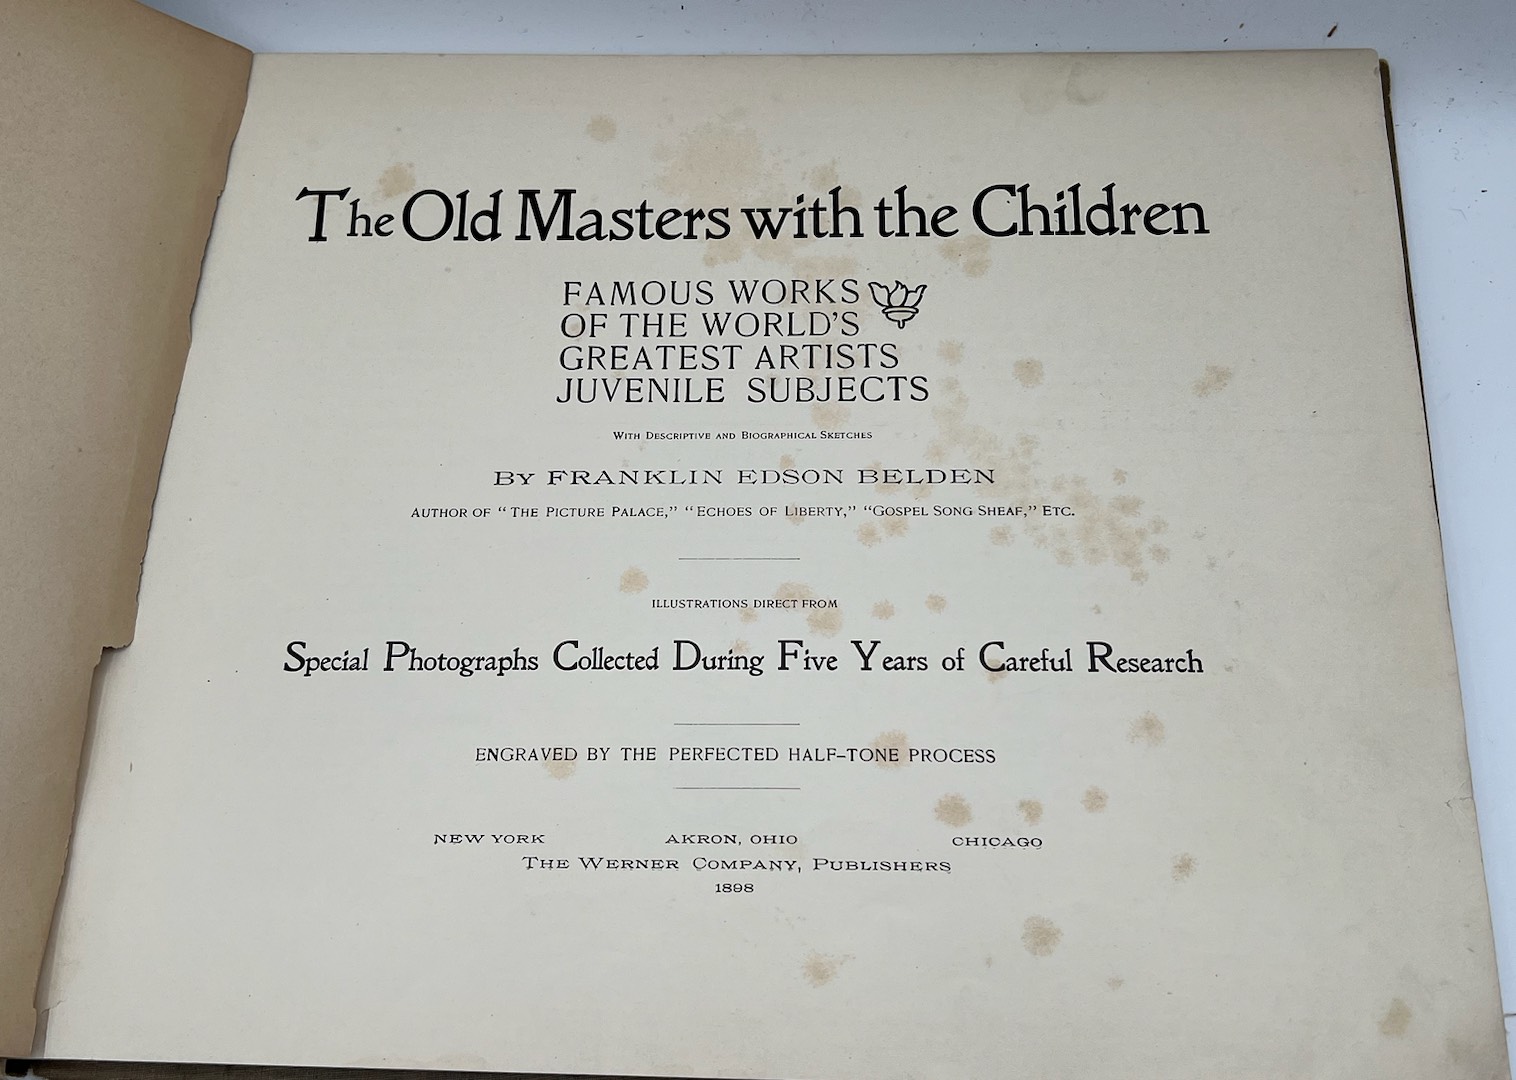 The Old Masters with the Children
FAMOUS WORKS
OF THE WORLD'S
GREATEST ARTISTS
JUVENILE SUBJECTS
WITH DESCRIPTIVE AND BIOGRAPHICAL SKETCHES
BY FRANKLIN EDSON BELDEN
AUTHOR OF "THE PICTURE PALACE," "ECHOES OF LIBERTY," "GOSPEL SONG SHEAF," ETC.
ILLUSTRATIONS DIRECT FROM
Special Photographs Collected During Five Years of Careful Research
ENGRAVED BY THE PERFECTED HALF-TONE PROCESS
NEW YORK AKRON, OHIO CHICAGO
THE WERNER COMPANY, PUBLISHERS
1898